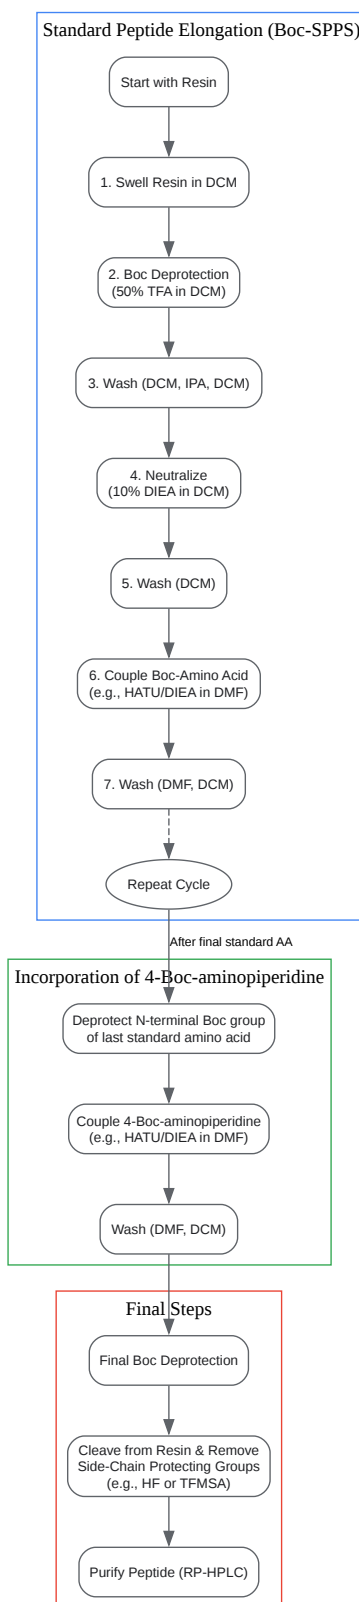 Standard Peptide Elongation (Boc-SPPS)
Start with Resin
1. Swell Resin in DCM
2. Boc Deprotection
(50% TFA in DCM)
3. Wash (DCM, IPA, DCM)
4. Neutralize
(10% DIEA in DCM)
5. Wash (DCM)
6. Couple Boc-Amino Acid
(e.g., HATU/DIEA in DMF)
7. Wash (DMF, DCM)
Repeat Cycle
After final standard AA
Incorporation of 4-Boc-aminopiperidine
Deprotect N-terminal Boc group
of last standard amino acid
Couple 4-Boc-aminopiperidine
(e.g., HATU/DIEA in DMF)
Wash (DMF, DCM)
Final Steps
Final Boc Deprotection
Cleave from Resin & Remove
Side-Chain Protecting Groups
(e.g., HF or TFMSA)
Purify Peptide (RP-HPLC)